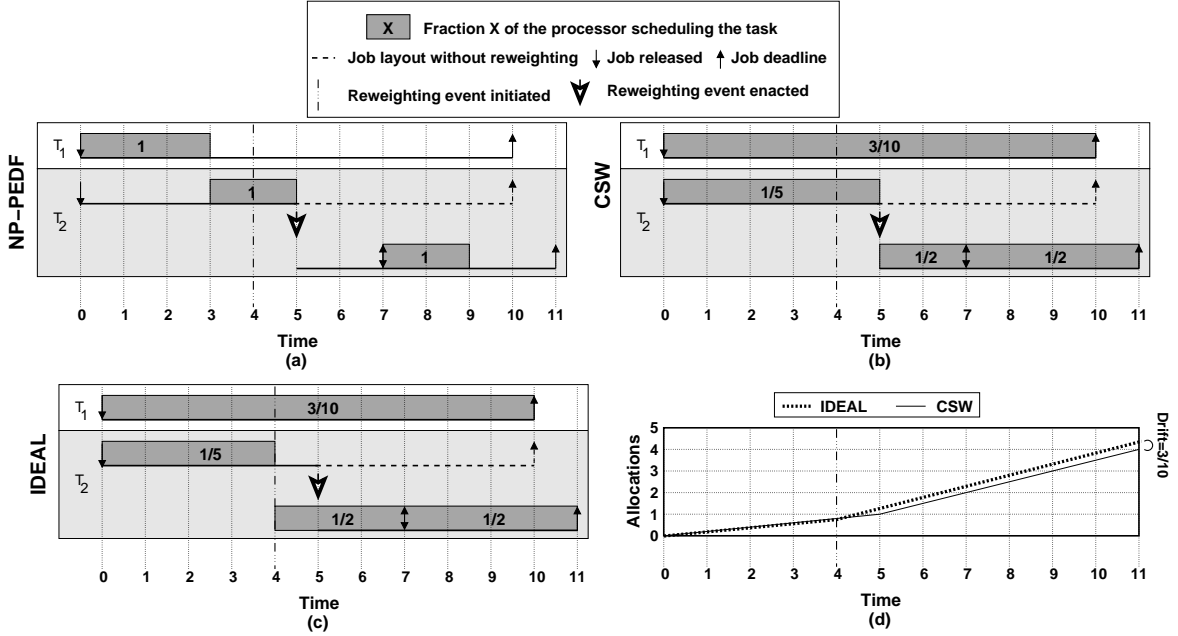 X Fraction X of the processor scheduling the task
Job layout without reweighting Job released Job deadline
Reweighting event initiated Reweighting event enacted
NP-PEDF
T1
1
T2
1
1
0 1 2 3 4 5 6 7 8 9 10 11
Time
(a)
CSW
T1
3/10
T2
1/5
1/2 1/2
0 1 2 3 4 5 6 7 8 9 10 11
Time
(b)
IDEAL
T1
3/10
T2
1/5
1/2 1/2
0 1 2 3 4 5 6 7 8 9 10 11
Time
(c)
IDEAL CSW
Allocations
5
4
3
2
1
0
Drift=3/10
0 1 2 3 4 5 6 7 8 9 10 11
Time
(d)